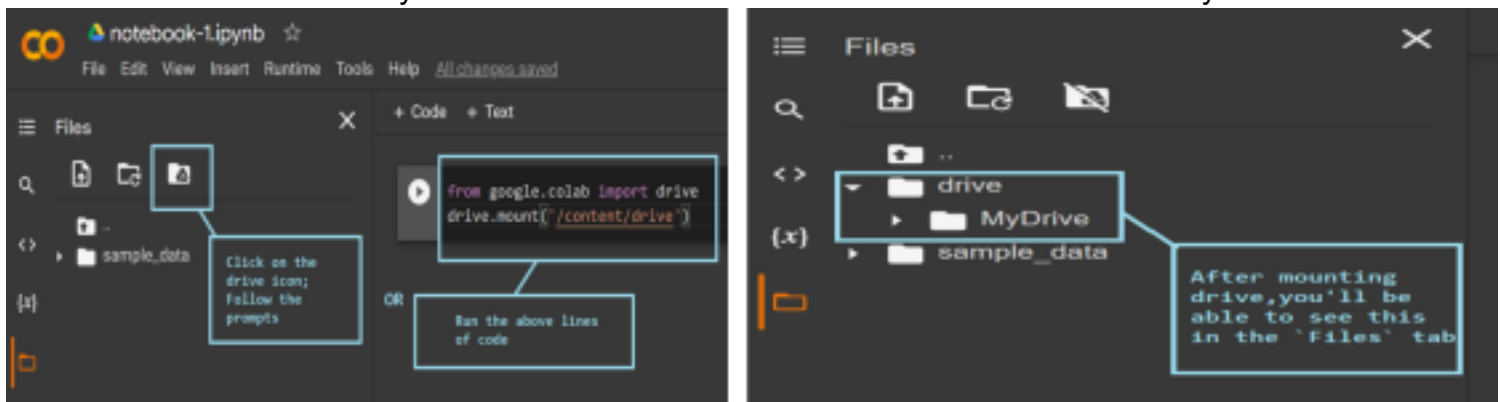 notebook-1.ipynb
File Edit View Insert Runtime Tools Help All changes saved
Files
+ Code + Text
from google.colab import drive
drive.mount("/content/drive")
..
sample_data
Click on the
drive icon;
Follow the
prompts
{x}
OR
Run the above lines
of code
Files
..
drive
MyDrive
{x}
sample_data
After mounting
drive,you'll be
able to see this
in the `Files` tab